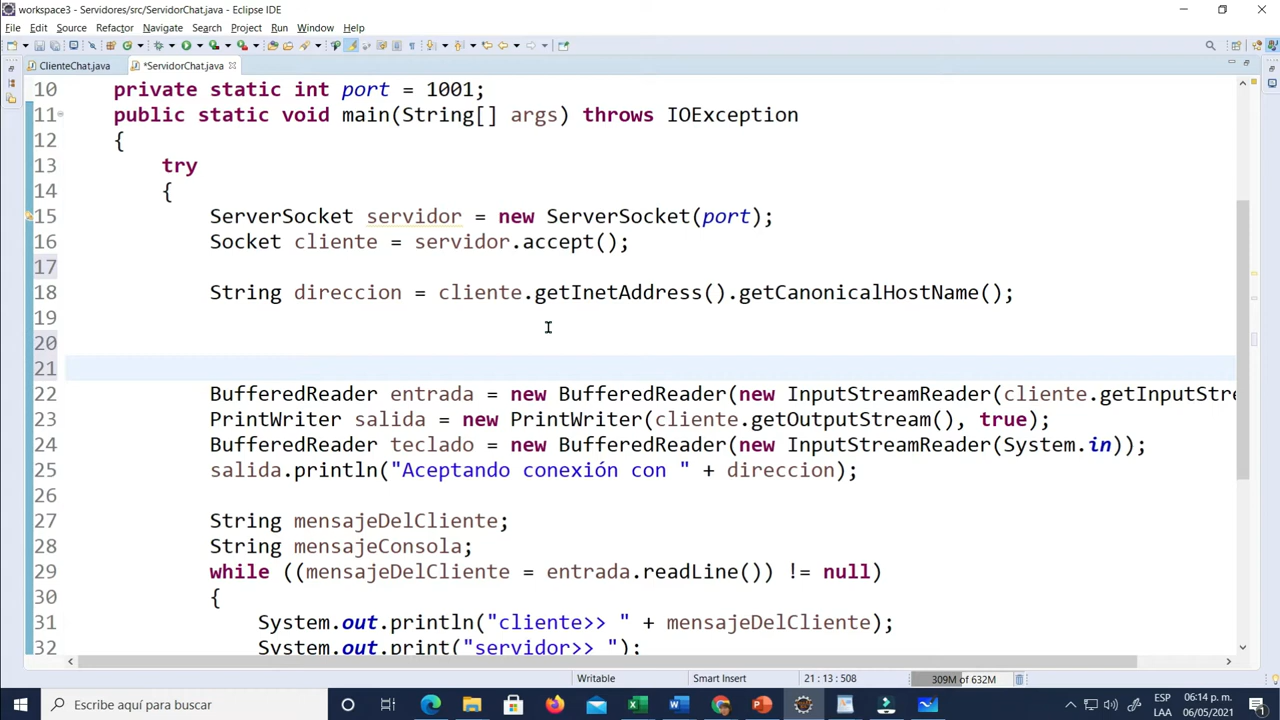 workspace3 - Servidores/src/ServidorChat.java - Eclipse IDE
File Edit Source Refactor Navigate Search Project Run Window Help
ClienteChat.java *ServidorChat.java
10 private static int port = 1001;
11 public static void main(String[] args) throws IOException
12 {
13 try
14 {
15 ServerSocket servidor = new ServerSocket(port);
16 Socket cliente = servidor.accept();
17
18 String direccion = cliente.getInetAddress().getCanonicalHostName();
19
20
21
22 BufferedReader entrada = new BufferedReader(new InputStreamReader(cliente.getInputStre
23 PrintWriter salida = new PrintWriter(cliente.getOutputStream(), true);
24 BufferedReader teclado = new BufferedReader(new InputStreamReader(System.in));
25 salida.println("Aceptando conexión con " + direccion);
26
27 String mensajeDelCliente;
28 String mensajeConsola;
29 while ((mensajeDelCliente = entrada.readLine()) != null)
30 {
31 System.out.println("cliente>> " + mensajeDelCliente);
32 System.out.print("servidor>> ");
Writable Smart Insert 21 : 13 : 508 309M of 632M
Escribe aquí para buscar
ESP 06:14 p. m.
LAA 06/05/2021